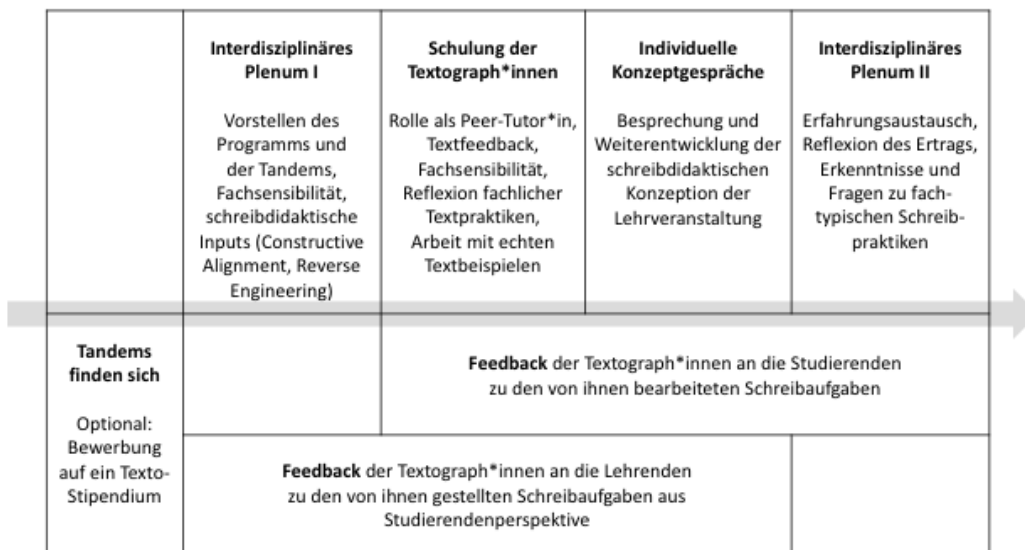 Interdisziplinäres
Plenum I
Vorstellen des
Programms und
der Tandems,
Fachsensibilität,
schreibdidaktische
Inputs (Constructive
Alignment, Reverse
Engineering)
Schulung der
Textograph*innen
Rolle als Peer-Tutor*in,
Textfeedback,
Fachsensibilität,
Reflexion fachlicher
Textpraktiken,
Arbeit mit echten
Textbeispielen
Individuelle
Konzeptgespräche
Besprechung und
Weiterentwicklung der
schreibdidaktischen
Konzeption der
Lehrveranstaltung
Interdisziplinäres
Plenum II
Erfahrungsaustausch,
Reflexion des Ertrags,
Erkenntnisse und
Fragen zu fach-
typischen Schreib-
praktiken
Tandems
finden sich
Optional:
Bewerbung
auf ein Texto-
Stipendium
Feedback der Textograph*innen an die Studierenden
zu den von ihnen bearbeiteten Schreibaufgaben
Feedback der Textograph*innen an die Lehrenden
zu den von ihnen gestellten Schreibaufgaben aus
Studierendenperspektive